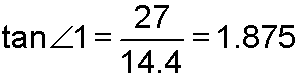 tan∠1 = 27/14.4 = 1.875